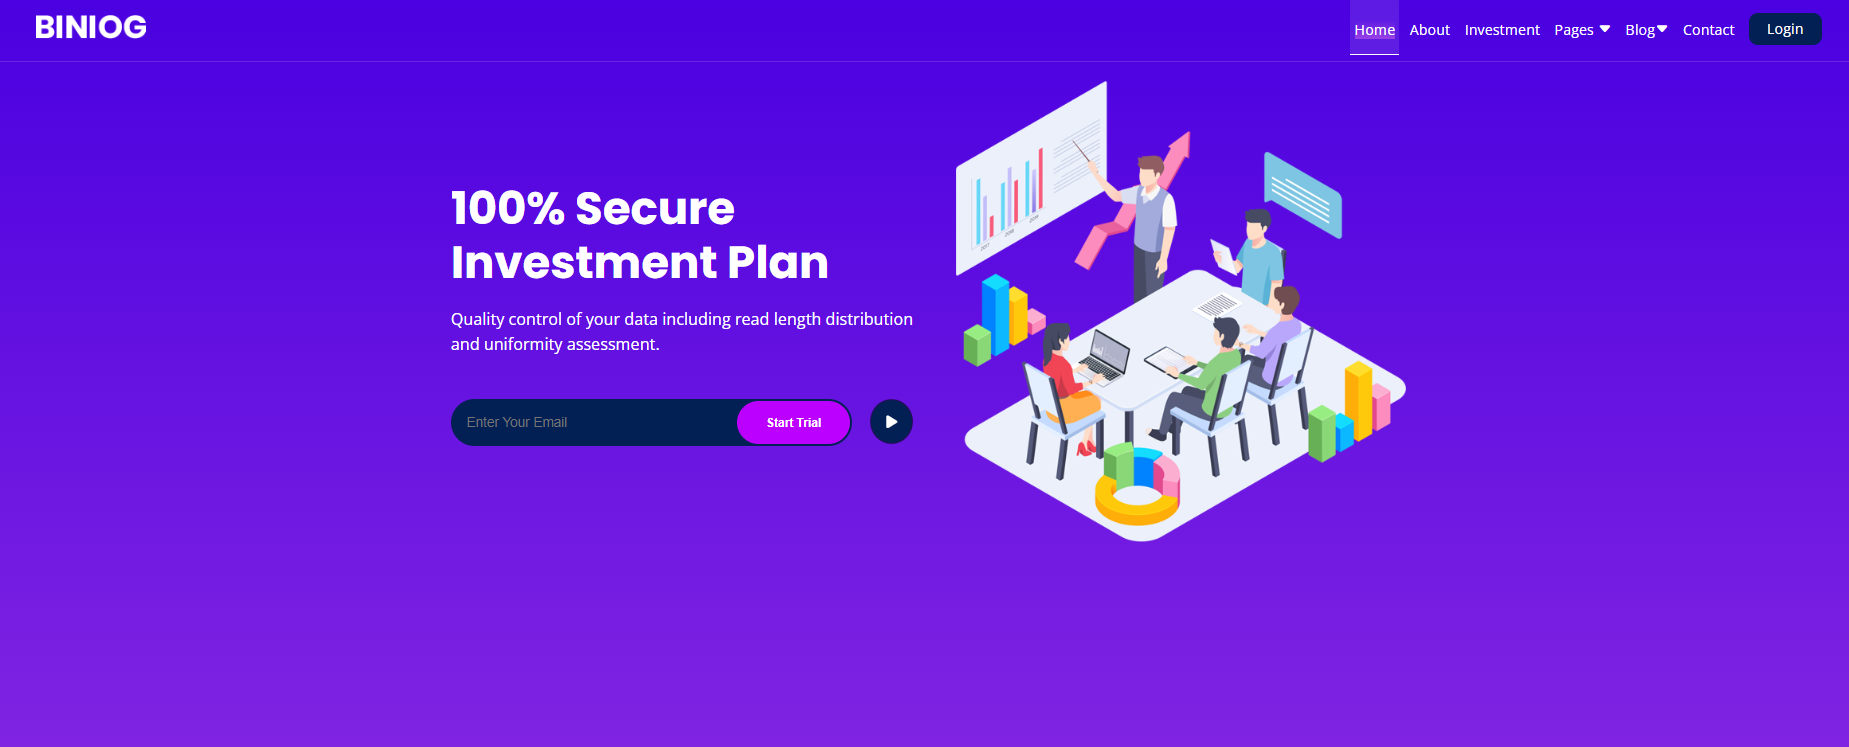 BINIOG
Home About Investment Pages Blog Contact Login
100% Secure
Investment Plan
Quality control of your data including read length distribution
and uniformity assessment.
Enter Your Email Start Trial